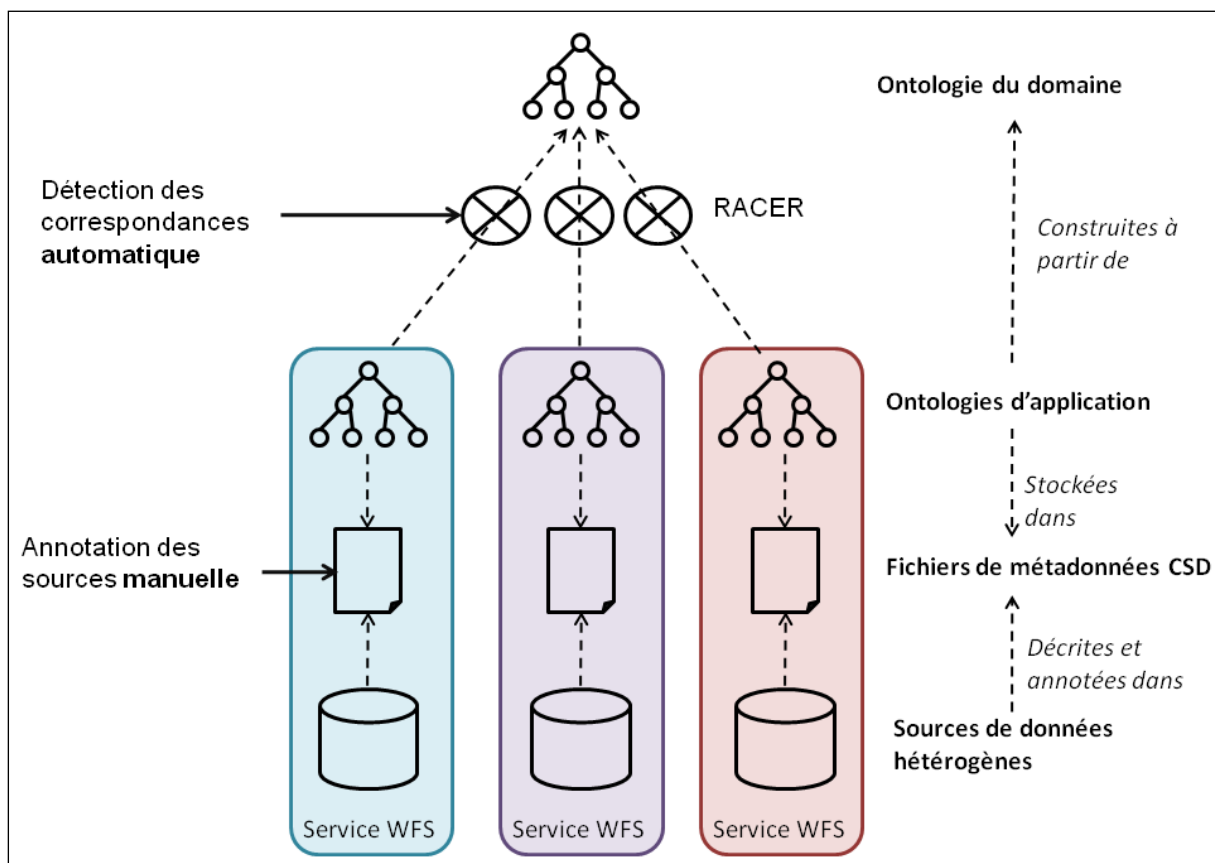 Ontologie du domaine
Détection des
correspondances
automatique
RACER
Construites à
partir de
Ontologies d'application
Stockées
dans
Annotation des
sources manuelle
Fichiers de métadonnées CSD
Décrites et
annotées dans
Sources de données
hétérogènes
Service WFS
Service WFS
Service WFS